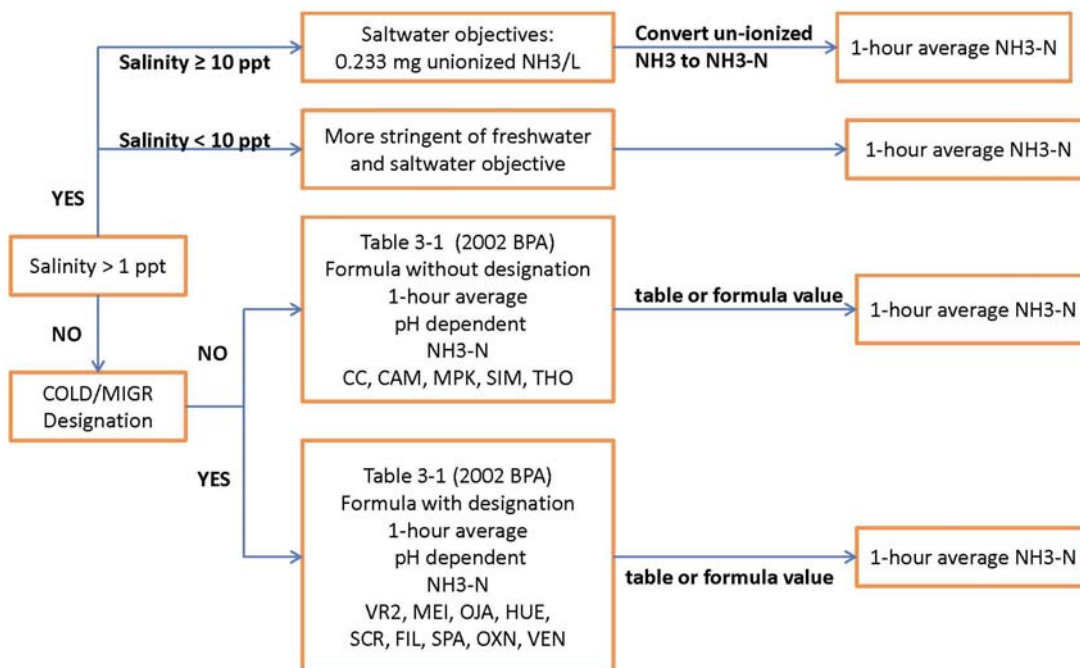 Salinity ≥ 10 ppt
Saltwater objectives:
0.233 mg unionized NH3/L
Convert un-ionized
NH3 to NH3-N
1-hour average NH3-N
Salinity < 10 ppt
More stringent of freshwater
and saltwater objective
1-hour average NH3-N
YES
Salinity > 1 ppt
NO
COLD/MIGR
Designation
NO
Table 3-1 (2002 BPA)
Formula without designation
1-hour average
pH dependent
NH3-N
CC, CAM, MPK, SIM, THO
table or formula value
1-hour average NH3-N
YES
Table 3-1 (2002 BPA)
Formula with designation
1-hour average
pH dependent
NH3-N
VR2, MEI, OJA, HUE,
SCR, FIL, SPA, OXN, VEN
table or formula value
1-hour average NH3-N